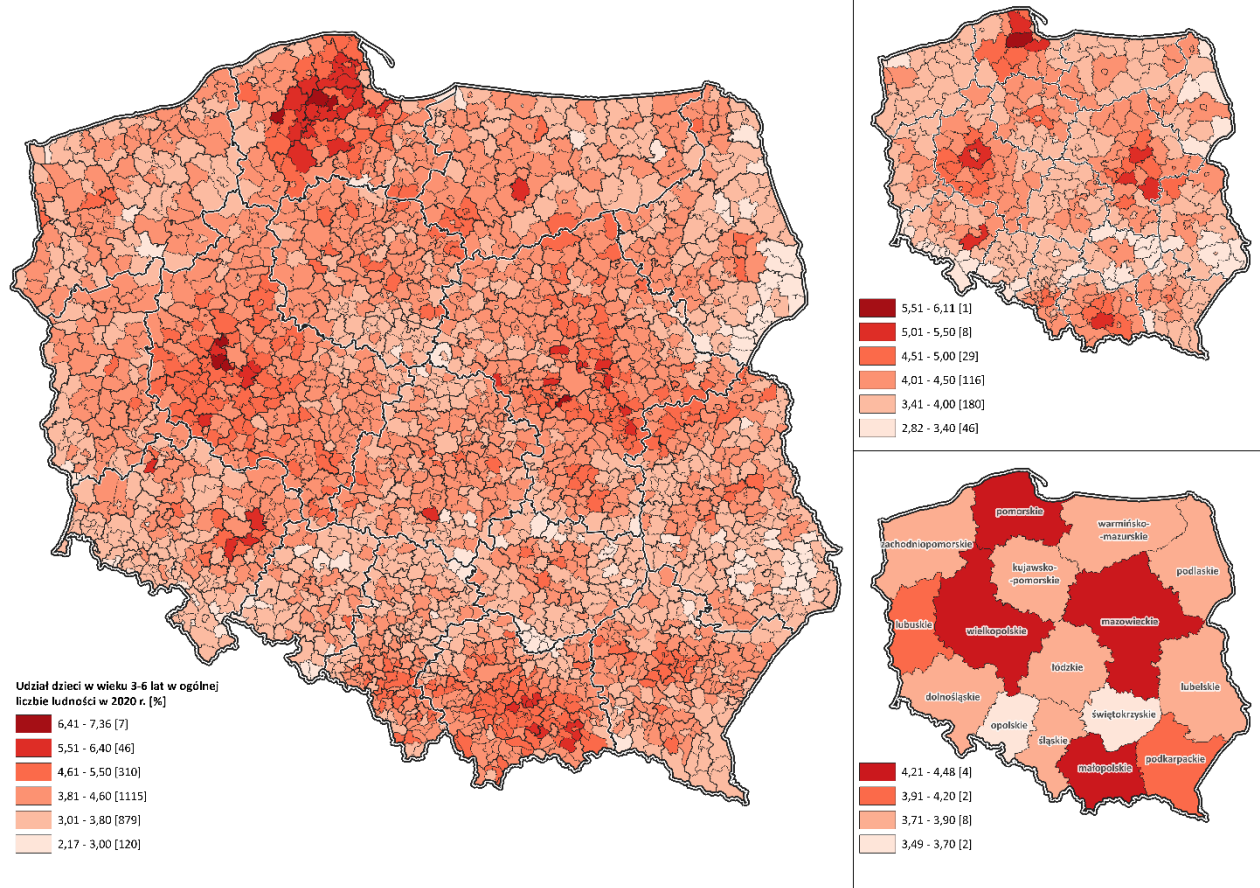 Udział dzieci w wieku 3-6 lat w ogólnej
liczbie ludności w 2020 r. [%]
6,41 - 7,36 [7]
5,51 - 6,40 [46]
4,61 - 5,50 [310]
3,81 - 4,60 [1115]
3,01 - 3,80 [879]
2,17 - 3,00 [120]
5,51 - 6,11 [1]
5,01 - 5,50 [8]
4,51 - 5,00 [29]
4,01 - 4,50 [116]
3,41 - 4,00 [180]
2,82 - 3,40 [46]
pomorskie
warmińsko-
-mazurskie
zachodniopomorskie
kujawsko-
-pomorskie
podlaskie
lubuskie
wielkopolskie
mazowieckie
łódzkie
dolnośląskie
lubelskie
opolskie
świętokrzyskie
śląskie
małopolskie
podkarpackie
4,21 - 4,48 [4]
3,91 - 4,20 [2]
3,71 - 3,90 [8]
3,49 - 3,70 [2]